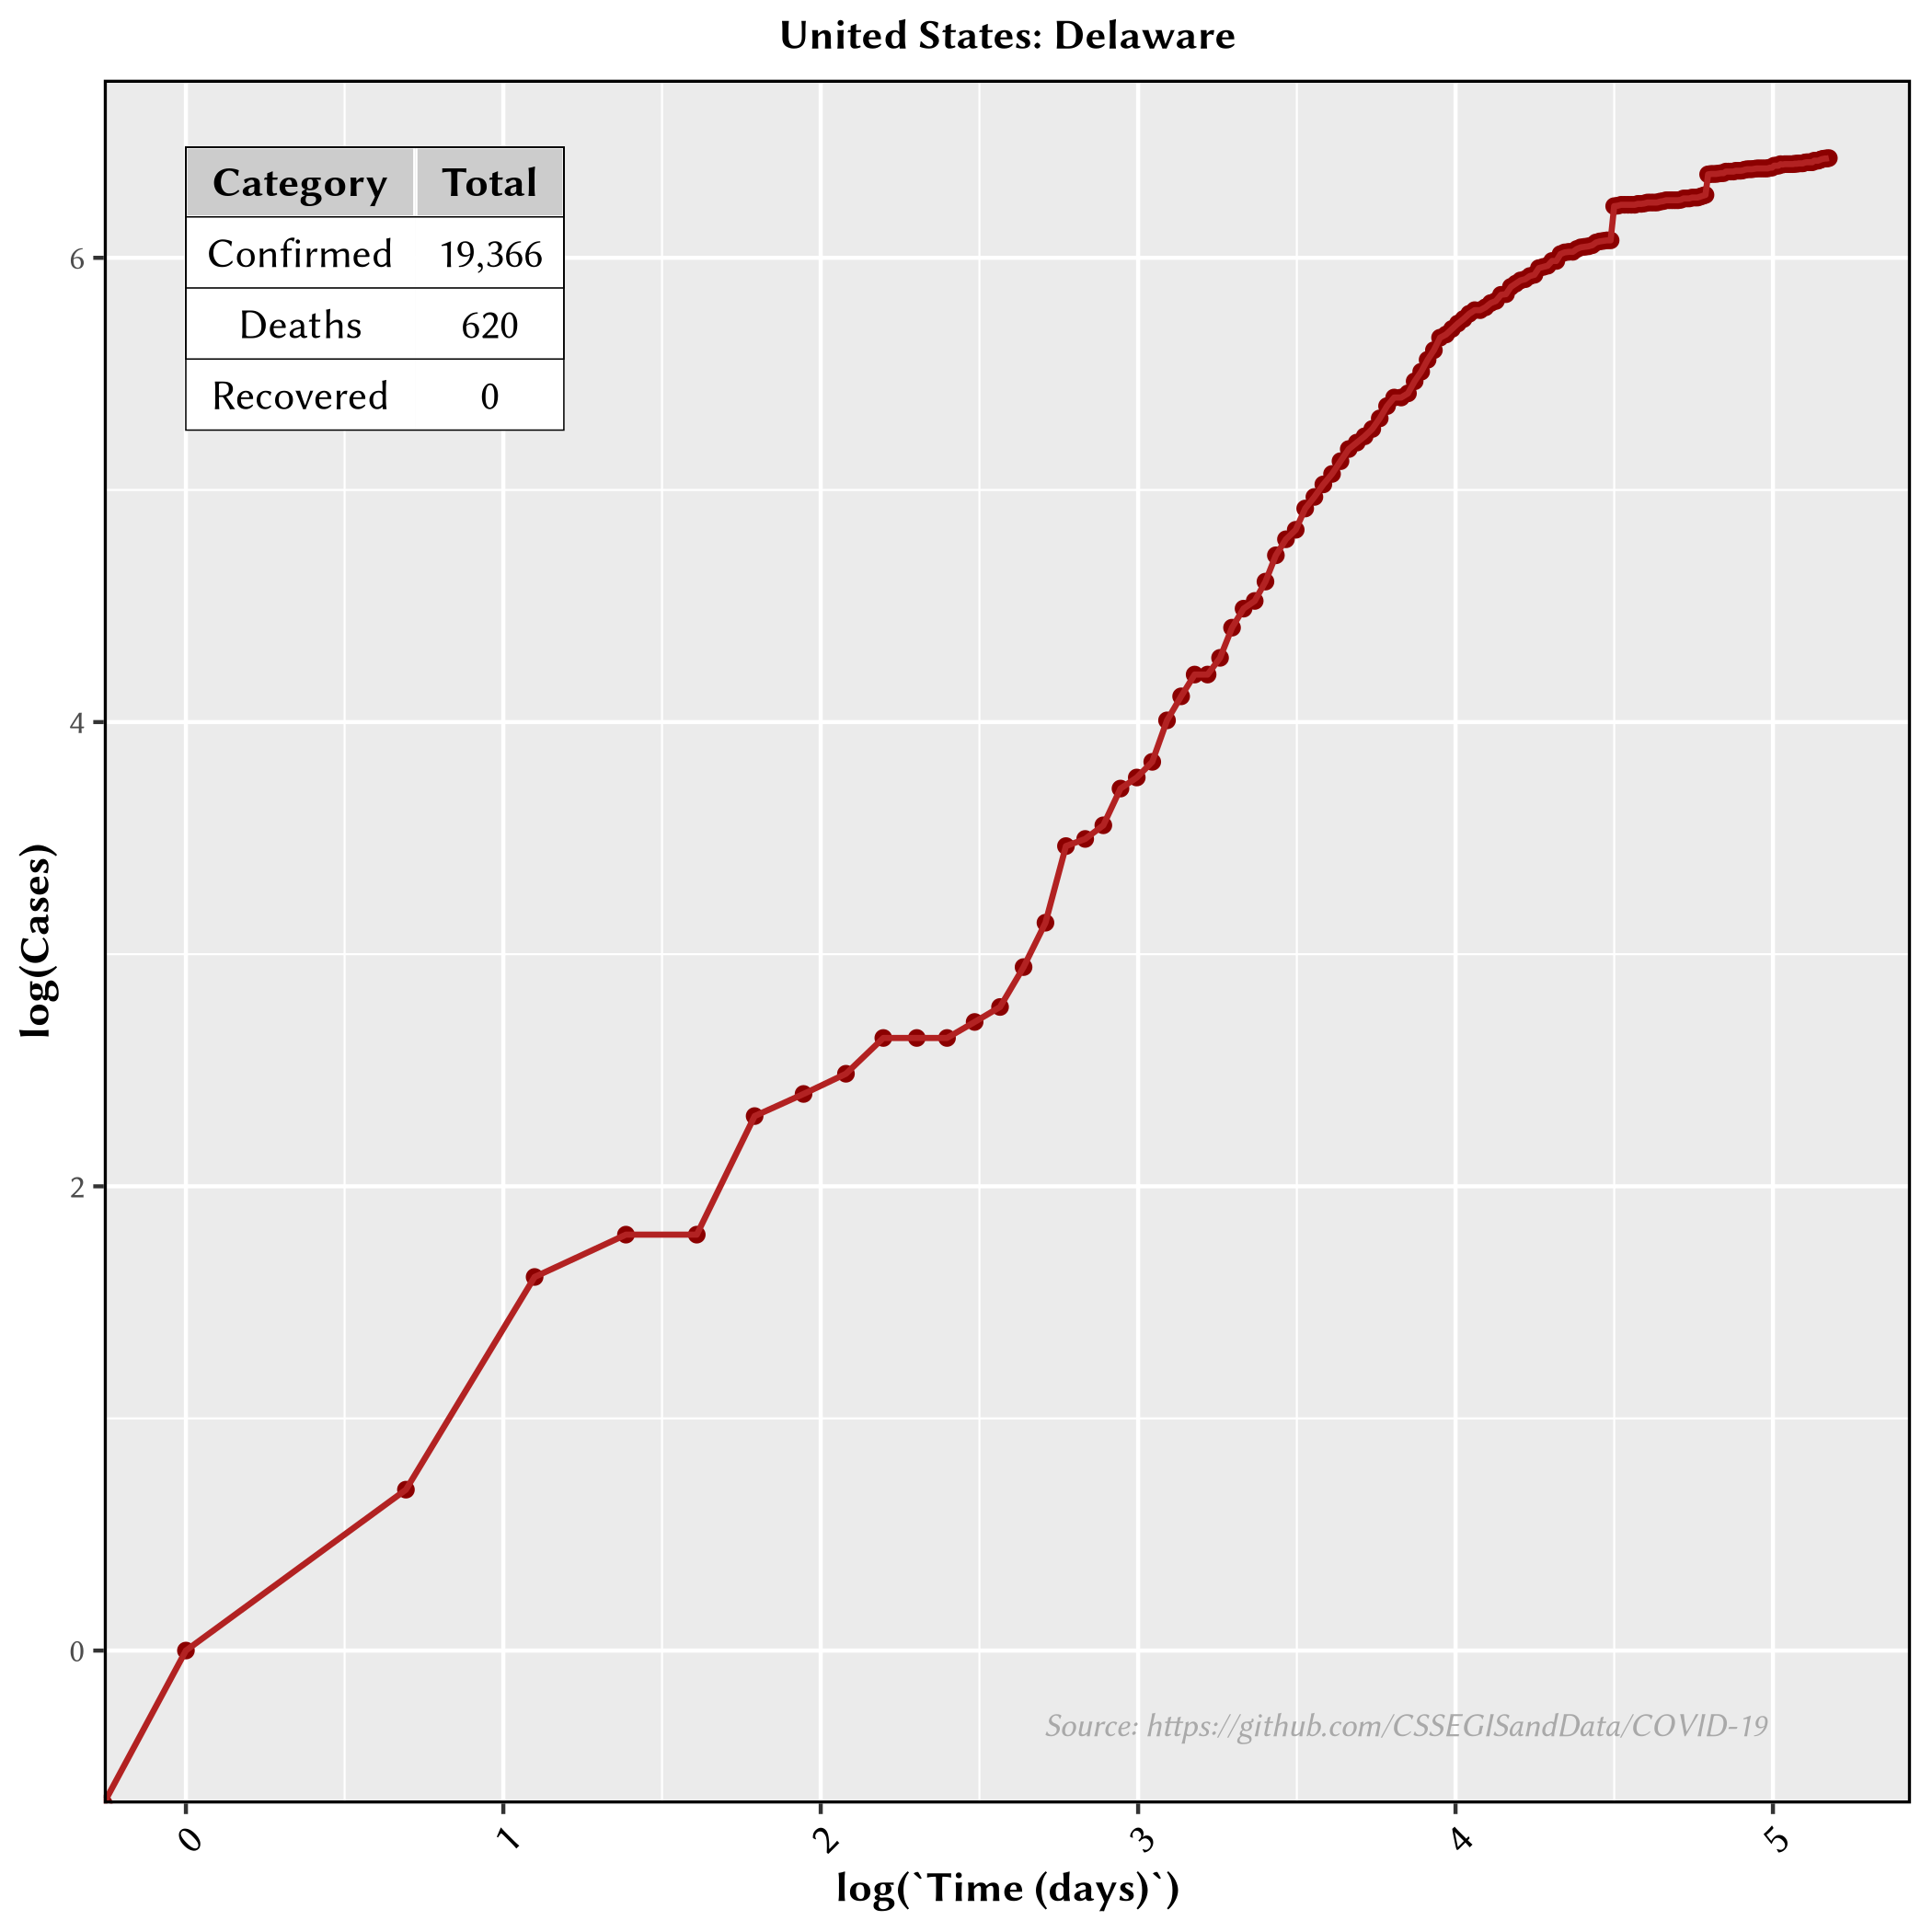 United States: Delaware
Category Total
Confirmed 19,366
Deaths 620
Recovered 0
6
4
2
0
log(Cases)
Source: https://github.com/CSSEGISandData/COVID-19
0 1 2 3 4 5
log(`Time (days)`)